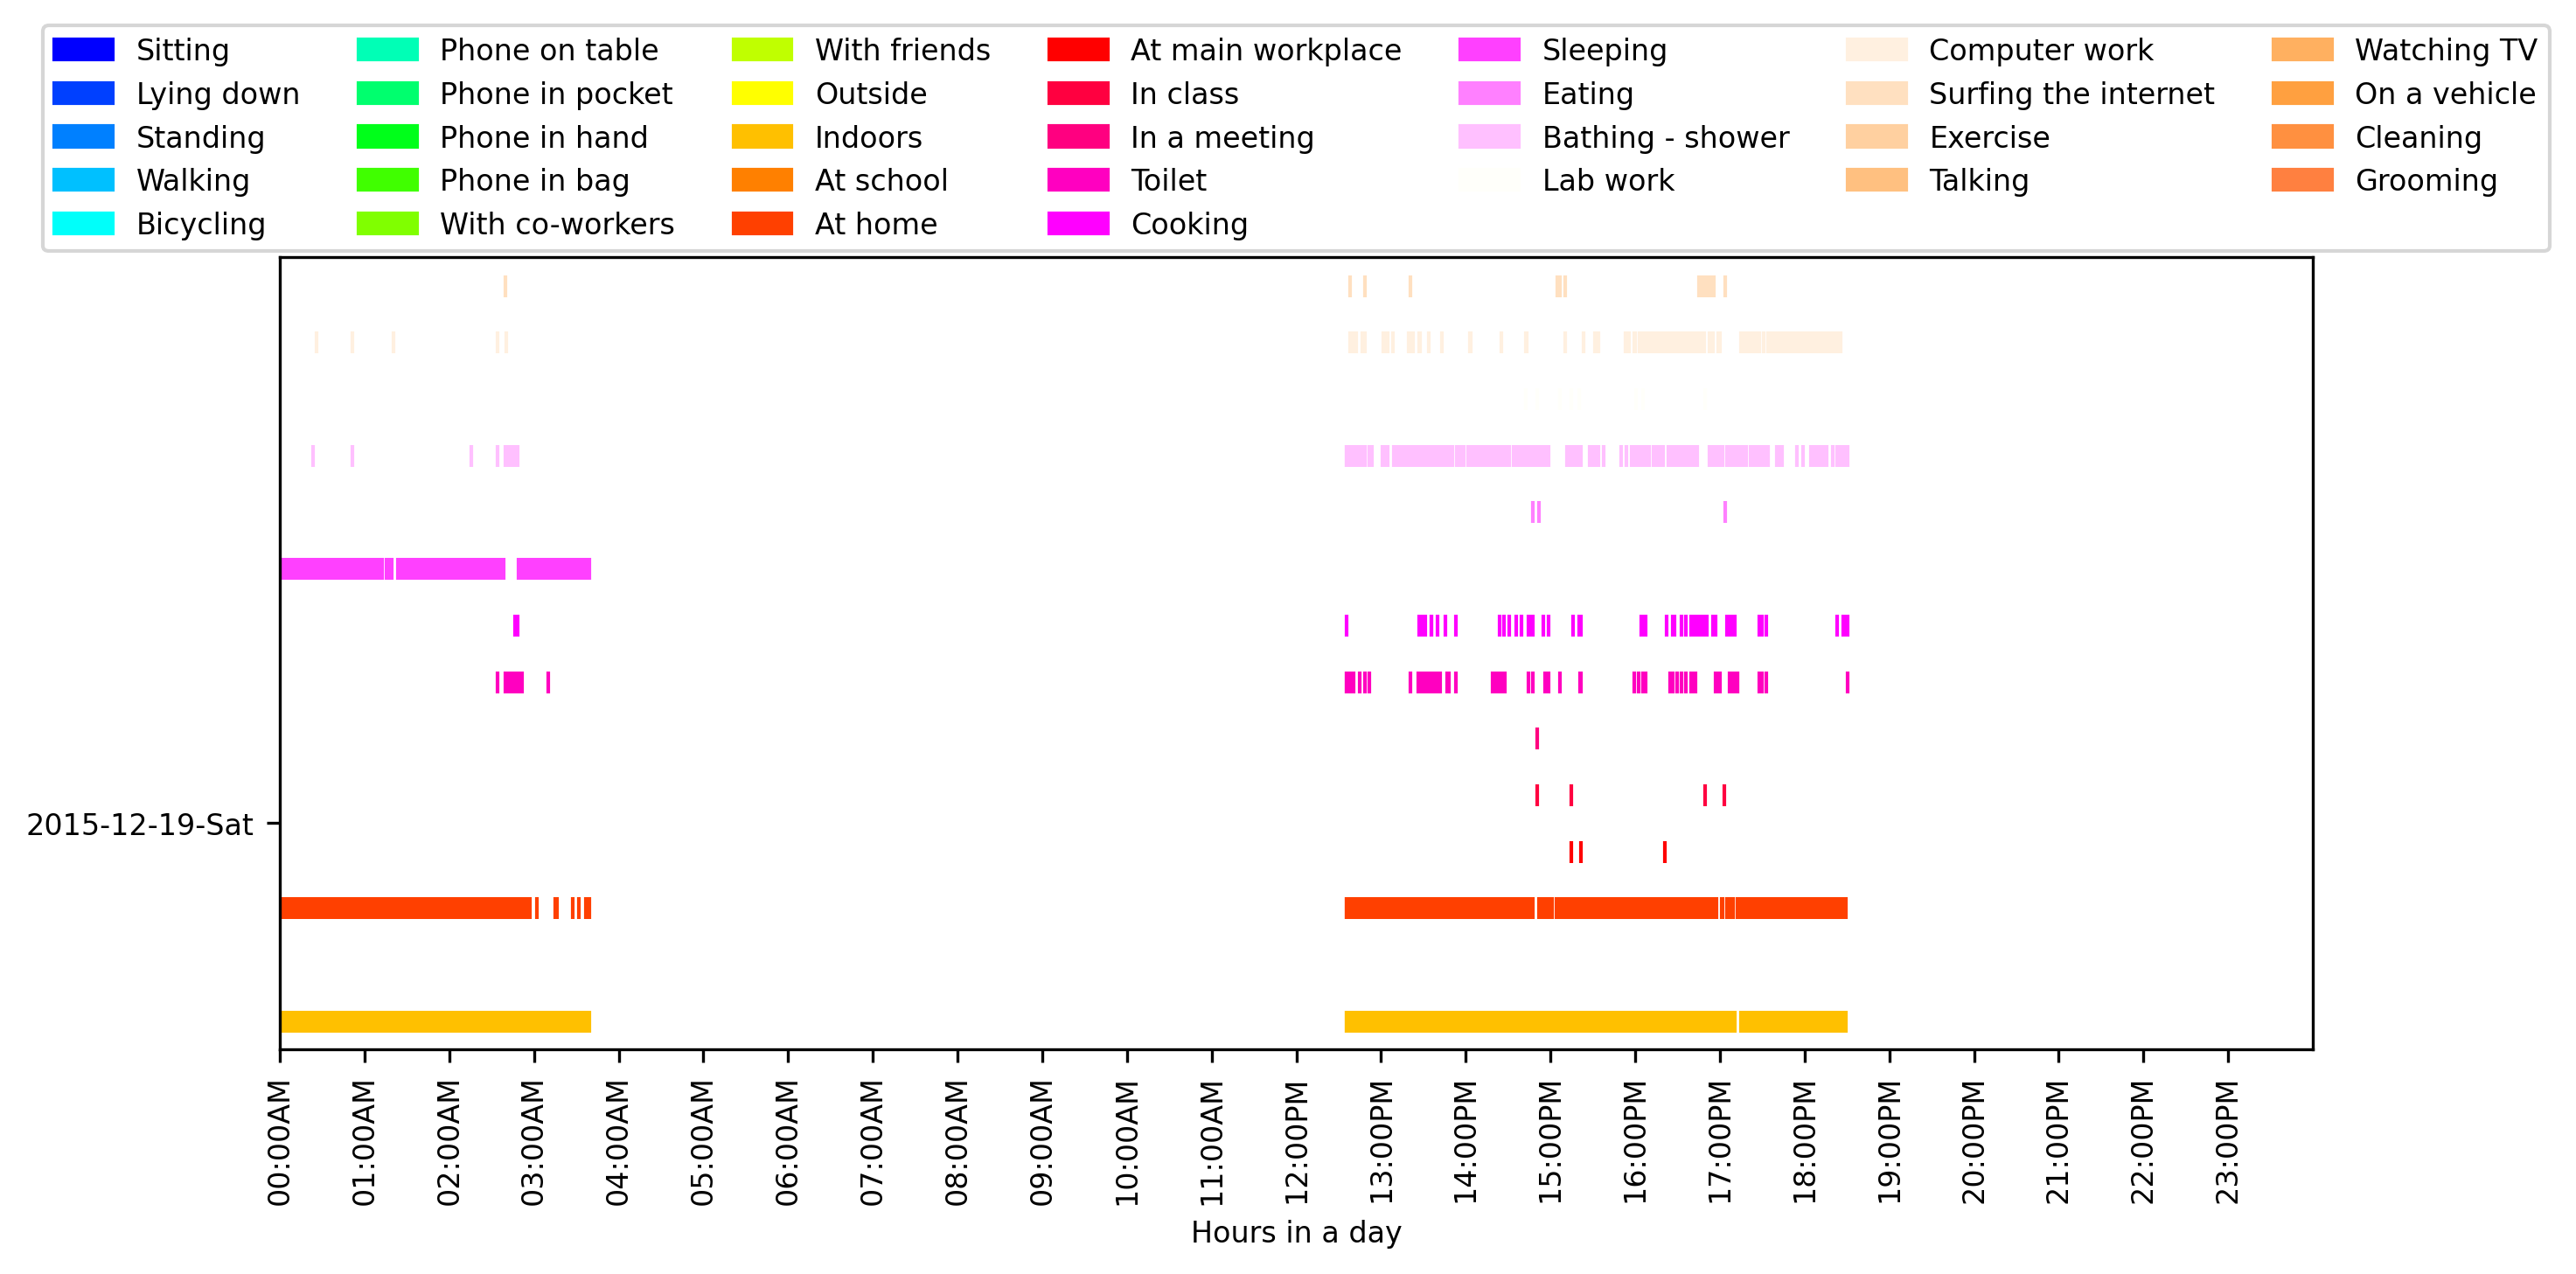 Sitting Phone on table With friends At main workplace Sleeping Computer work Watching TV
Lying down Phone in pocket Outside In class Eating Surfing the internet On a vehicle
Standing Phone in hand Indoors In a meeting Bathing - shower Exercise Cleaning
Walking Phone in bag At school Toilet Lab work Talking Grooming
Bicycling With co-workers At home Cooking
2015-12-19-Sat
00:00AM 01:00AM 02:00AM 03:00AM 04:00AM 05:00AM 06:00AM 07:00AM 08:00AM 09:00AM 10:00AM 11:00AM 12:00PM 13:00PM 14:00PM 15:00PM 16:00PM 17:00PM 18:00PM 19:00PM 20:00PM 21:00PM 22:00PM 23:00PM
Hours in a day